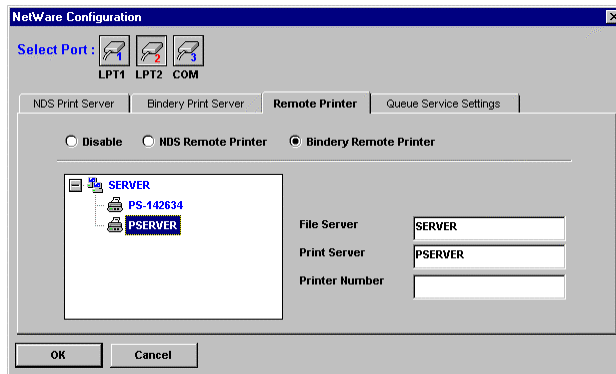 NetWare Configuration
Select Port :
1 2 3
LPT1 LPT2 COM
NDS Print Server Bindery Print Server Remote Printer Queue Service Settings
Disable NDS Remote Printer Bindery Remote Printer
SERVER
PS-142634
PSERVER
File Server SERVER
Print Server PSERVER
Printer Number
OK Cancel